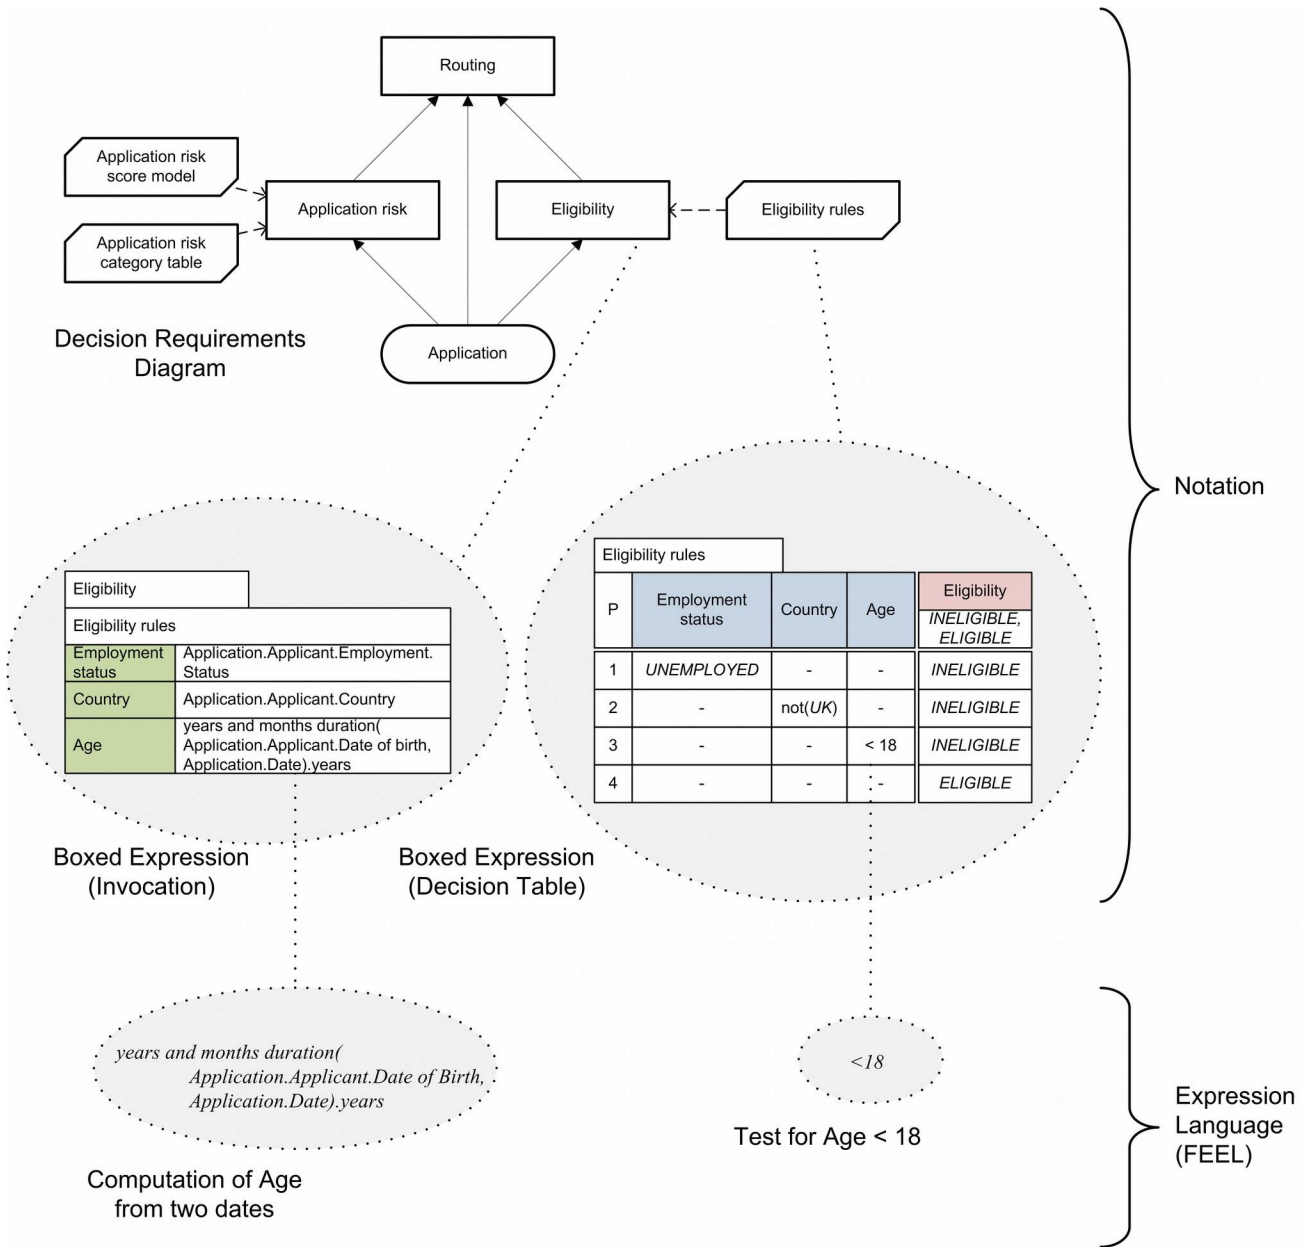 Routing
Application risk
score model
Application risk
Eligibility
Eligibility rules
Application risk
category table
Decision Requirements
Diagram
Application
Notation
Eligibility
Eligibility rules
Employment
status
Application.Applicant.Employment.
Status
Country
Application.Applicant.Country
Age
years and months duration(
Application.Applicant.Date of birth,
Application.Date).years
Boxed Expression
(Invocation)
Eligibility rules
P
Employment
status
Country
Age
Eligibility
INELIGIBLE,
ELIGIBLE
1 UNEMPLOYED - - INELIGIBLE
2 - not(UK) - INELIGIBLE
3 - - < 18 INELIGIBLE
4 - - - ELIGIBLE
Boxed Expression
(Decision Table)
years and months duration(
Application.Applicant.Date of Birth,
Application.Date).years
Computation of Age
from two dates
<18
Test for Age < 18
Expression
Language
(FEEL)